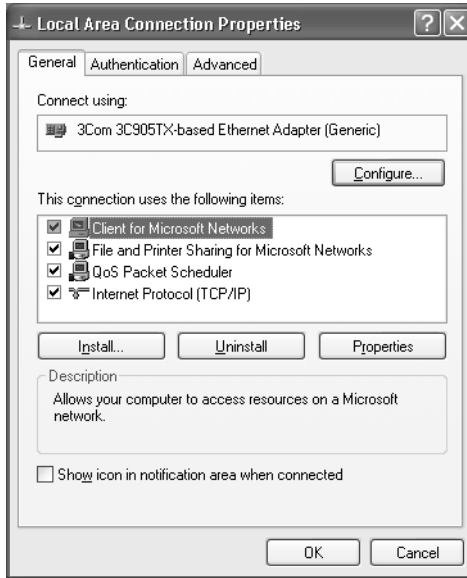 Local Area Connection Properties
General Authentication Advanced
Connect using:
3Com 3C905TX-based Ethernet Adapter (Generic)
Configure...
This connection uses the following items:
Client for Microsoft Networks
File and Printer Sharing for Microsoft Networks
QoS Packet Scheduler
Internet Protocol (TCP/IP)
Install... Uninstall Properties
Description
Allows your computer to access resources on a Microsoft
network.
Show icon in notification area when connected
OK Cancel